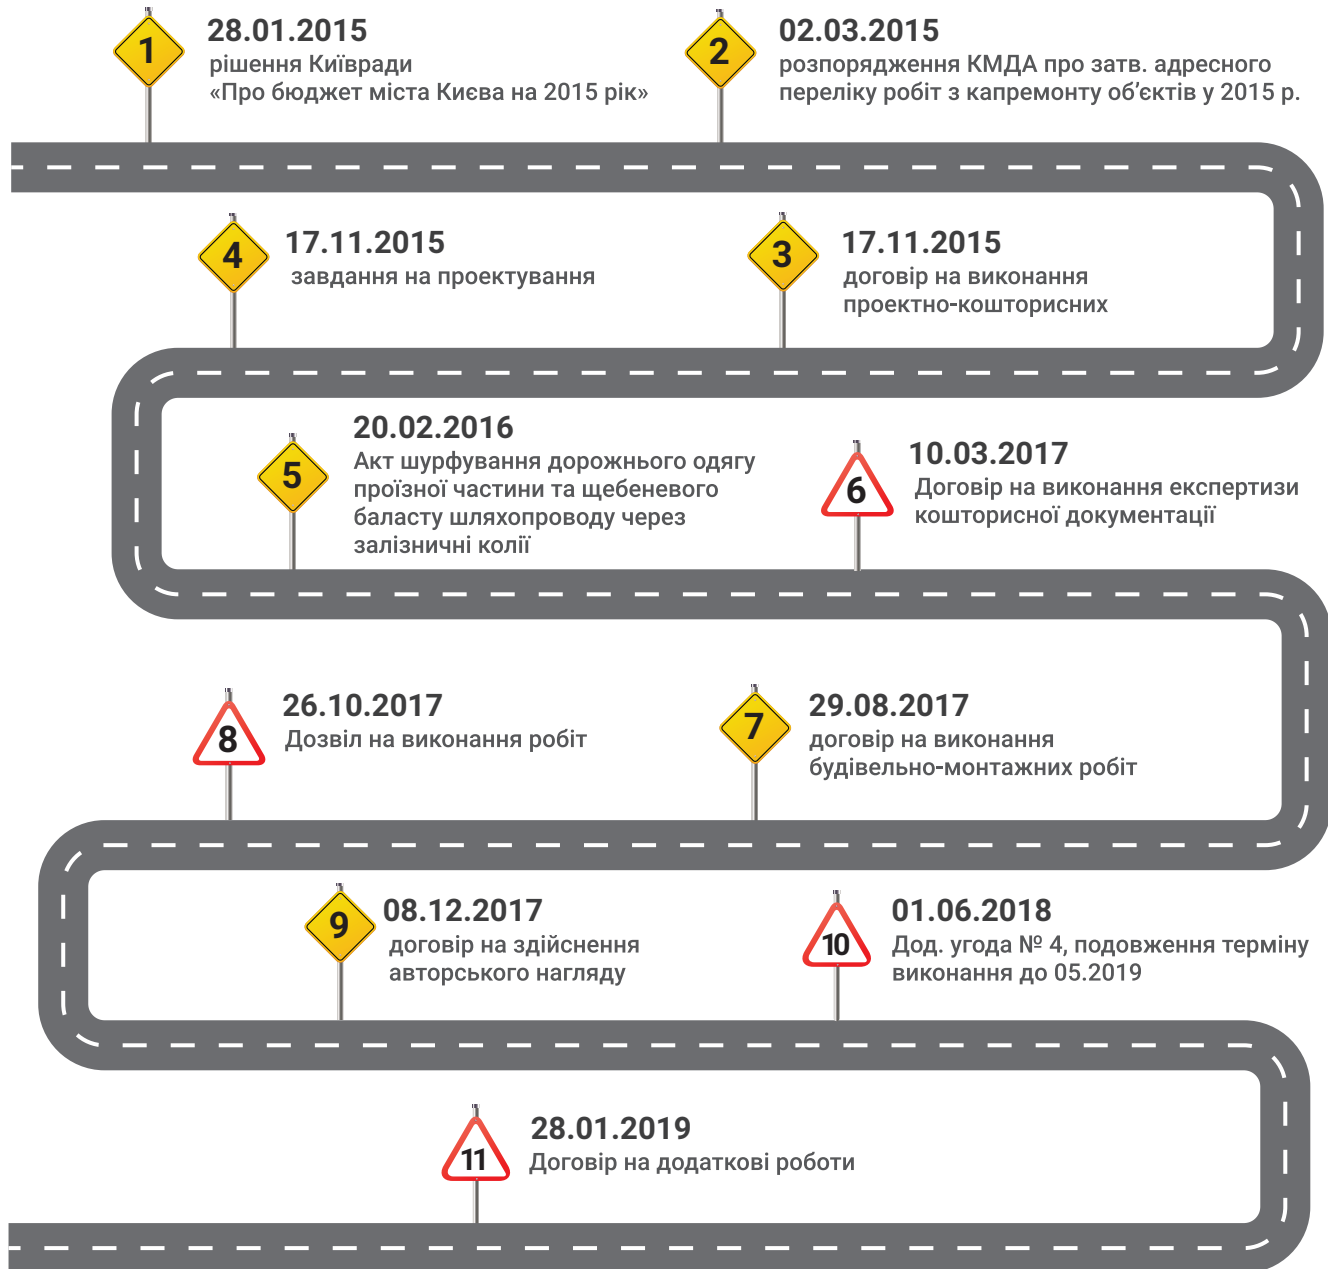 1
28.01.2015
рішення Київради
«Про бюджет міста Києва на 2015 рік»
2
02.03.2015
розпорядження КМДА про затв. адресного
переліку робіт з капремонту об’єктів у 2015 р.
3
17.11.2015
договір на виконання
проектно-кошторисних
4
17.11.2015
завдання на проектування
5
20.02.2016
Акт шурфування дорожнього одягу
проїзної частини та щебеневого
баласту шляхопроводу через
залізничні колії
6
10.03.2017
Договір на виконання експертизи
кошторисної документації
7
29.08.2017
договір на виконання
будівельно-монтажних робіт
8
26.10.2017
Дозвіл на виконання робіт
9
08.12.2017
договір на здійснення
авторського нагляду
10
01.06.2018
Дод. угода № 4, подовження терміну
виконання до 05.2019
11
28.01.2019
Договір на додаткові роботи